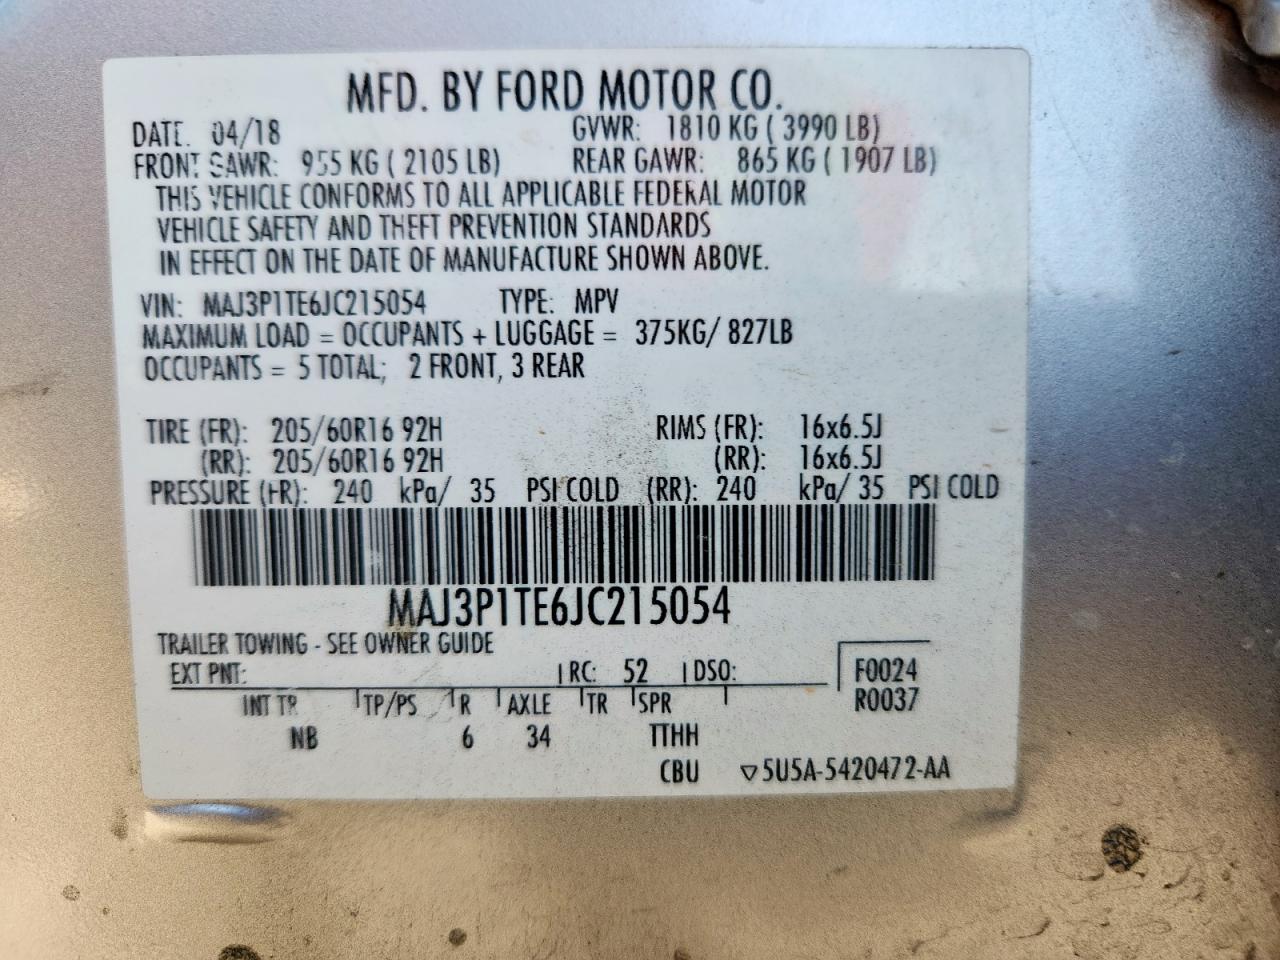 MFD. BY FORD MOTOR CO.
DATE: 04/18 GVWR: 1810 KG ( 3990 LB)
FRONT GAWR: 955 KG ( 2105 LB) REAR GAWR: 865 KG ( 1907 LB)
THIS VEHICLE CONFORMS TO ALL APPLICABLE FEDERAL MOTOR
VEHICLE SAFETY AND THEFT PREVENTION STANDARDS
IN EFFECT ON THE DATE OF MANUFACTURE SHOWN ABOVE.
VIN: MAJ3P1TE6JC215054 TYPE: MPV
MAXIMUM LOAD = OCCUPANTS + LUGGAGE = 375KG/ 827LB
OCCUPANTS = 5 TOTAL; 2 FRONT, 3 REAR
TIRE (FR): 205/60R16 92H RIMS (FR): 16x6.5J
(RR): 205/60R16 92H (RR): 16x6.5J
PRESSURE (FR): 240 kPa/ 35 PSI COLD (RR): 240 kPa/ 35 PSI COLD
MAJ3P1TE6JC215054
TRAILER TOWING - SEE OWNER GUIDE
EXT PNT: RC: 52 DSO: F0024
INT TR TP/PS R AXLE TR SPR R0037
NB 6 34 TTHH
CBU ▽5U5A-5420472-AA